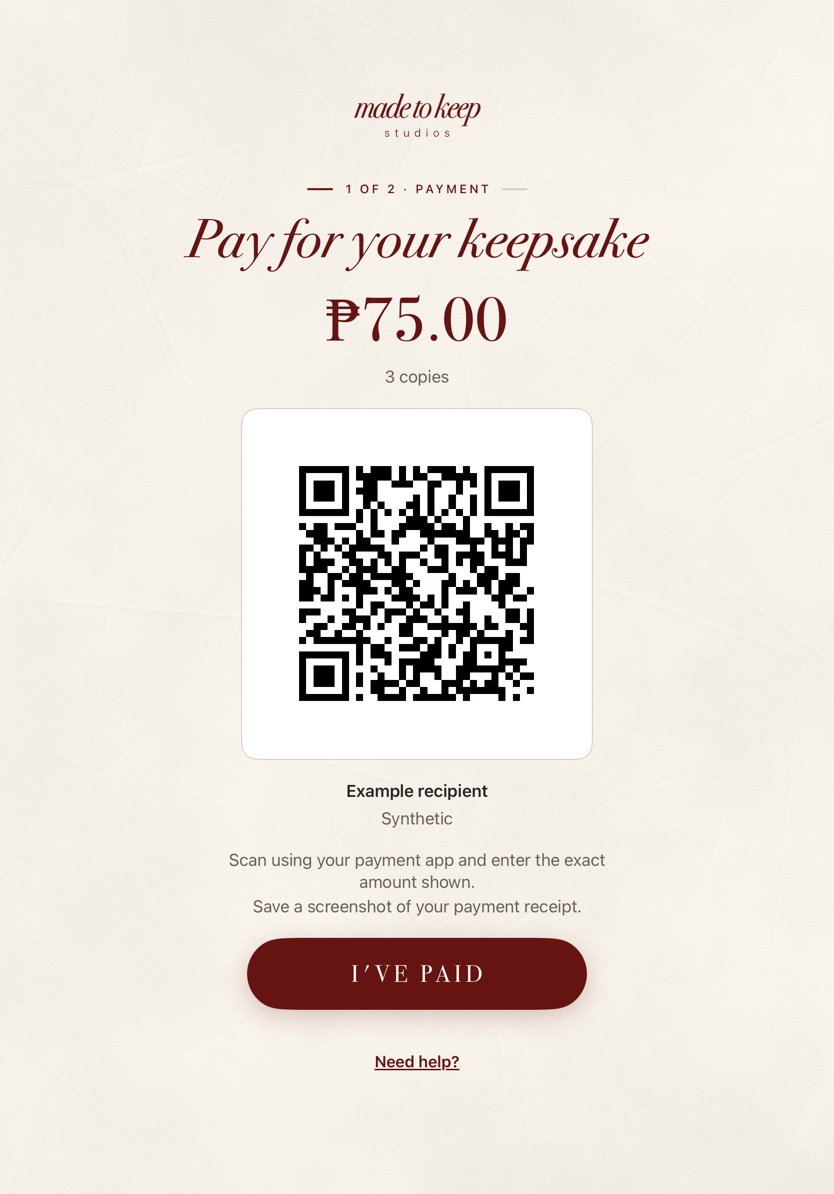 made to keep
studios
1 OF 2 · PAYMENT
Pay for your keepsake
₱75.00
3 copies
Example recipient
Synthetic
Scan using your payment app and enter the exact
amount shown.
Save a screenshot of your payment receipt.
I'VE PAID
Need help?